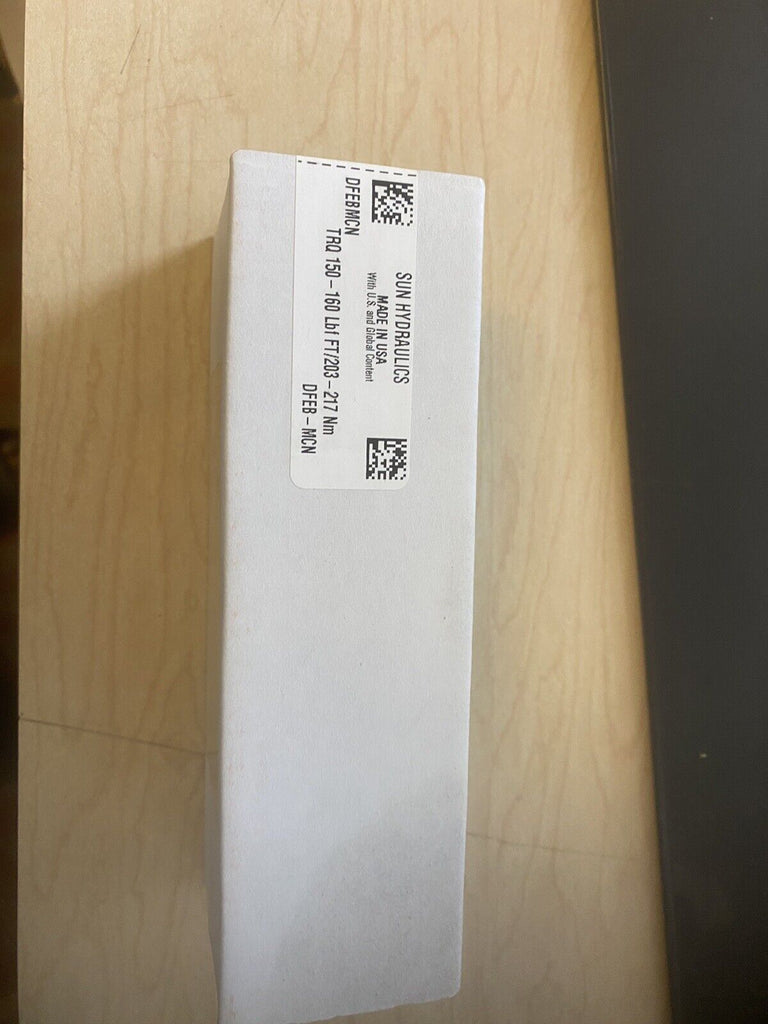 SUN HYDRAULICS
MADE IN USA
With U.S. and Global Content
DFEBMCN
TRQ 150 – 160 Lbf FT/203 – 217 Nm
DFEB – MCN